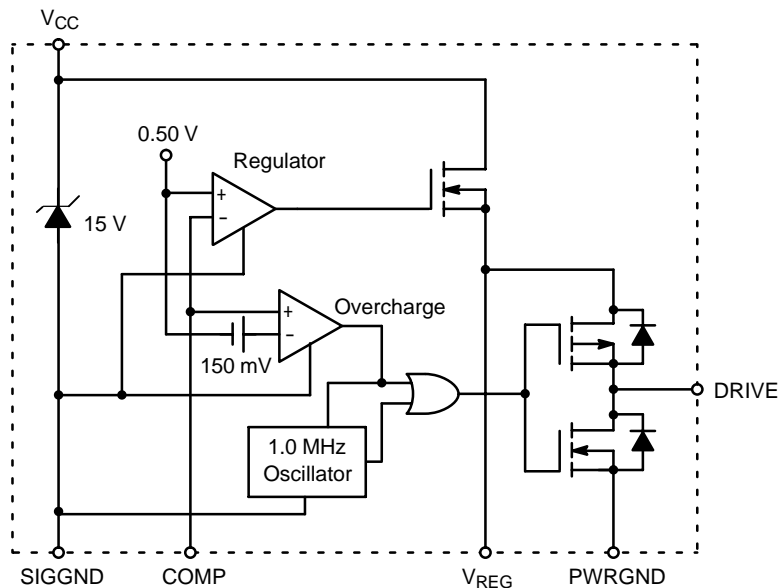 VCC
0.50 V
Regulator
+
−
15 V
Overcharge
+
−
150 mV
DRIVE
1.0 MHz
Oscillator
SIGGND
COMP
VREG
PWRGND